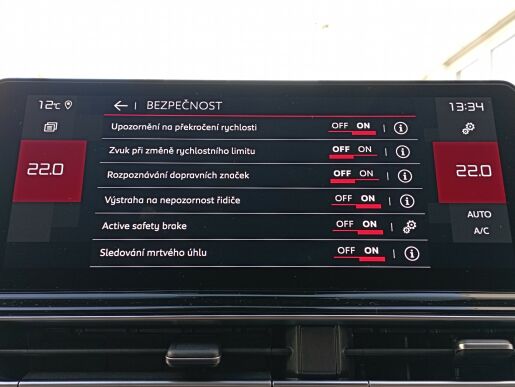 12°C
← | BEZPEČNOST
13:34
Upozornění na překročení rychlosti OFF ON | i
Zvuk při změně rychlostního limitu OFF ON | i
Rozpoznávání dopravních značek OFF ON | i
Výstraha na nepozornost řidiče OFF ON | i
Active safety brake OFF ON |
Sledování mrtvého úhlu OFF ON | i
22.0
22.0
AUTO
A/C